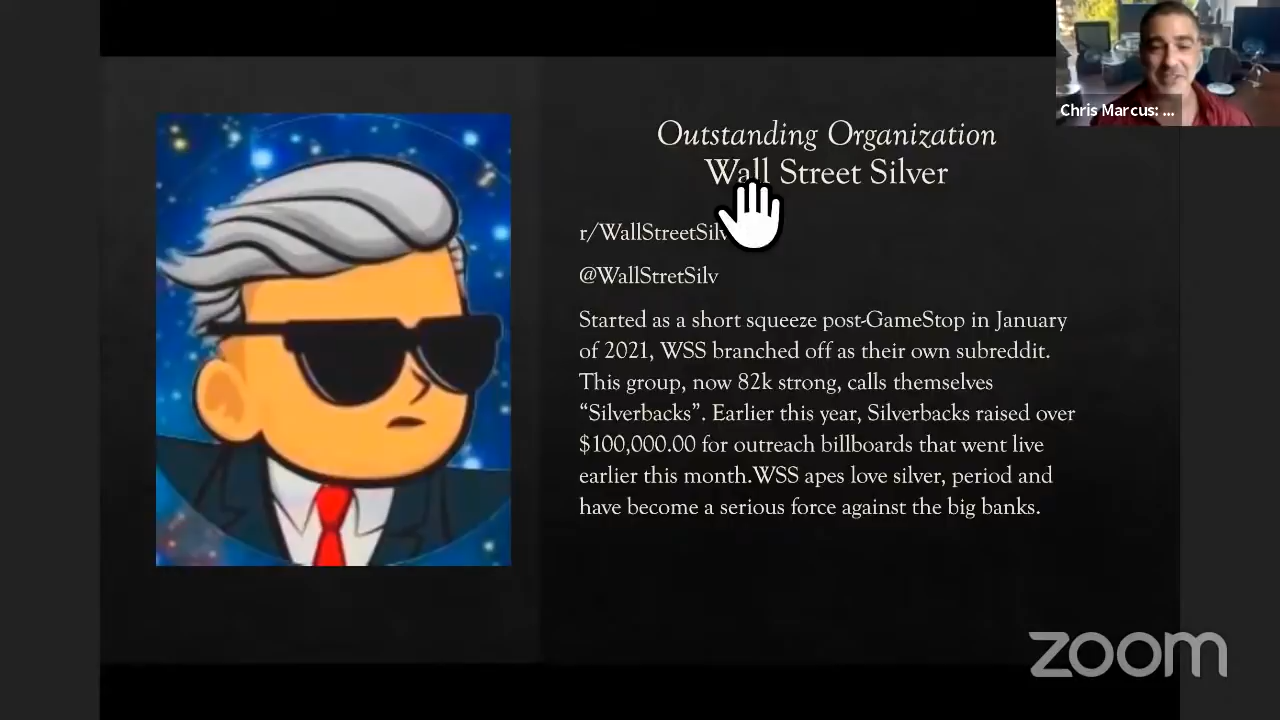 Chris Marcus: ...
Outstanding Organization
Wall Street Silver
r/WallStreetSilv
@WallStretSilv
Started as a short squeeze post-GameStop in January
of 2021, WSS branched off as their own subreddit.
This group, now 82k strong, calls themselves
“Silverbacks”. Earlier this year, Silverbacks raised over
$100,000.00 for outreach billboards that went live
earlier this month.WSS apes love silver, period and
have become a serious force against the big banks.
zoom